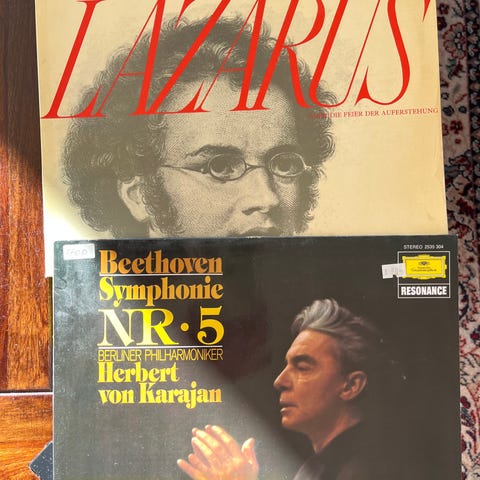 LAZARUS
DIE FEIER DER AUFERSTEHUNG
STEREO 2535 304
Beethoven
Symphonie
NR·5
BERLINER PHILHARMONIKER
Herbert
von Karajan
RESONANCE